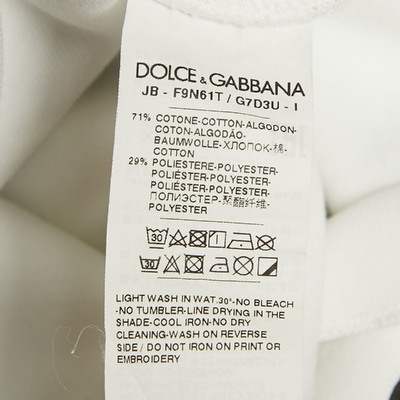 DOLCE & GABBANA
JB - F9N61T / G7D3U - I
71% COTONE-COTTON-ALGODON-
COTON-ALGODÃO-
BAUMWOLLE-ХЛОПОК-棉-
COTTON
29% POLIESTERE-POLYESTER-
POLYESTER-POLYESTER-
POLIÉSTER-POLYESTER-
ПОЛИЭСТЕР-聚酯纤维-
POLYESTER
30
30
LIGHT WASH IN WAT.30°-NO BLEACH
-NO TUMBLER-LINE DRYING IN THE
SHADE-COOL IRON-NO DRY
CLEANING-WASH ON REVERSE
SIDE / DO NOT IRON ON PRINT OR
EMBROIDERY